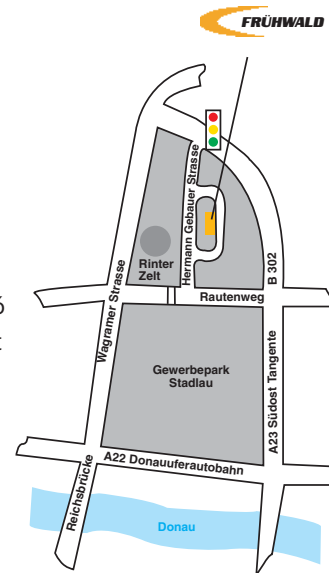 FRÜHWALD
Hermann Gebauer Strasse
Rinter
Zelt
B 302
Rautenweg
Wagramer Strasse
Gewerbepark
Stadlau
A23 Südost Tangente
A22 Donauuferautobahn
Reichsbrücke
Donau